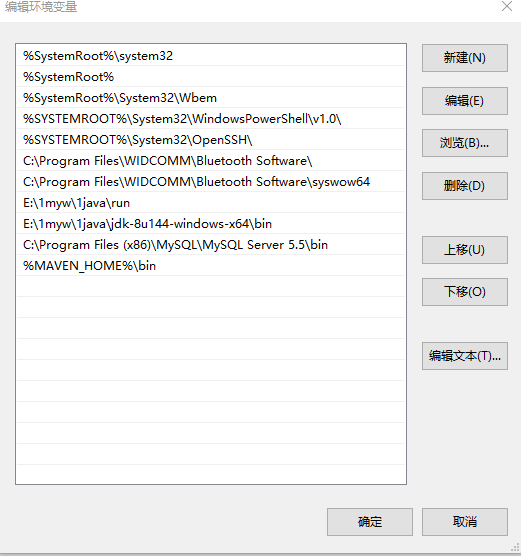 编辑环境变量
%SystemRoot%\system32
%SystemRoot%
%SystemRoot%\System32\Wbem
%SYSTEMROOT%\System32\WindowsPowerShell\v1.0\
%SYSTEMROOT%\System32\OpenSSH\
C:\Program Files\WIDCOMM\Bluetooth Software\
C:\Program Files\WIDCOMM\Bluetooth Software\syswow64
E:\1myw\1java\run
E:\1myw\1java\jdk-8u144-windows-x64\bin
C:\Program Files (x86)\MySQL\MySQL Server 5.5\bin
%MAVEN_HOME%\bin
新建(N)
编辑(E)
浏览(B)...
删除(D)
上移(U)
下移(O)
编辑文本(T)...
确定
取消